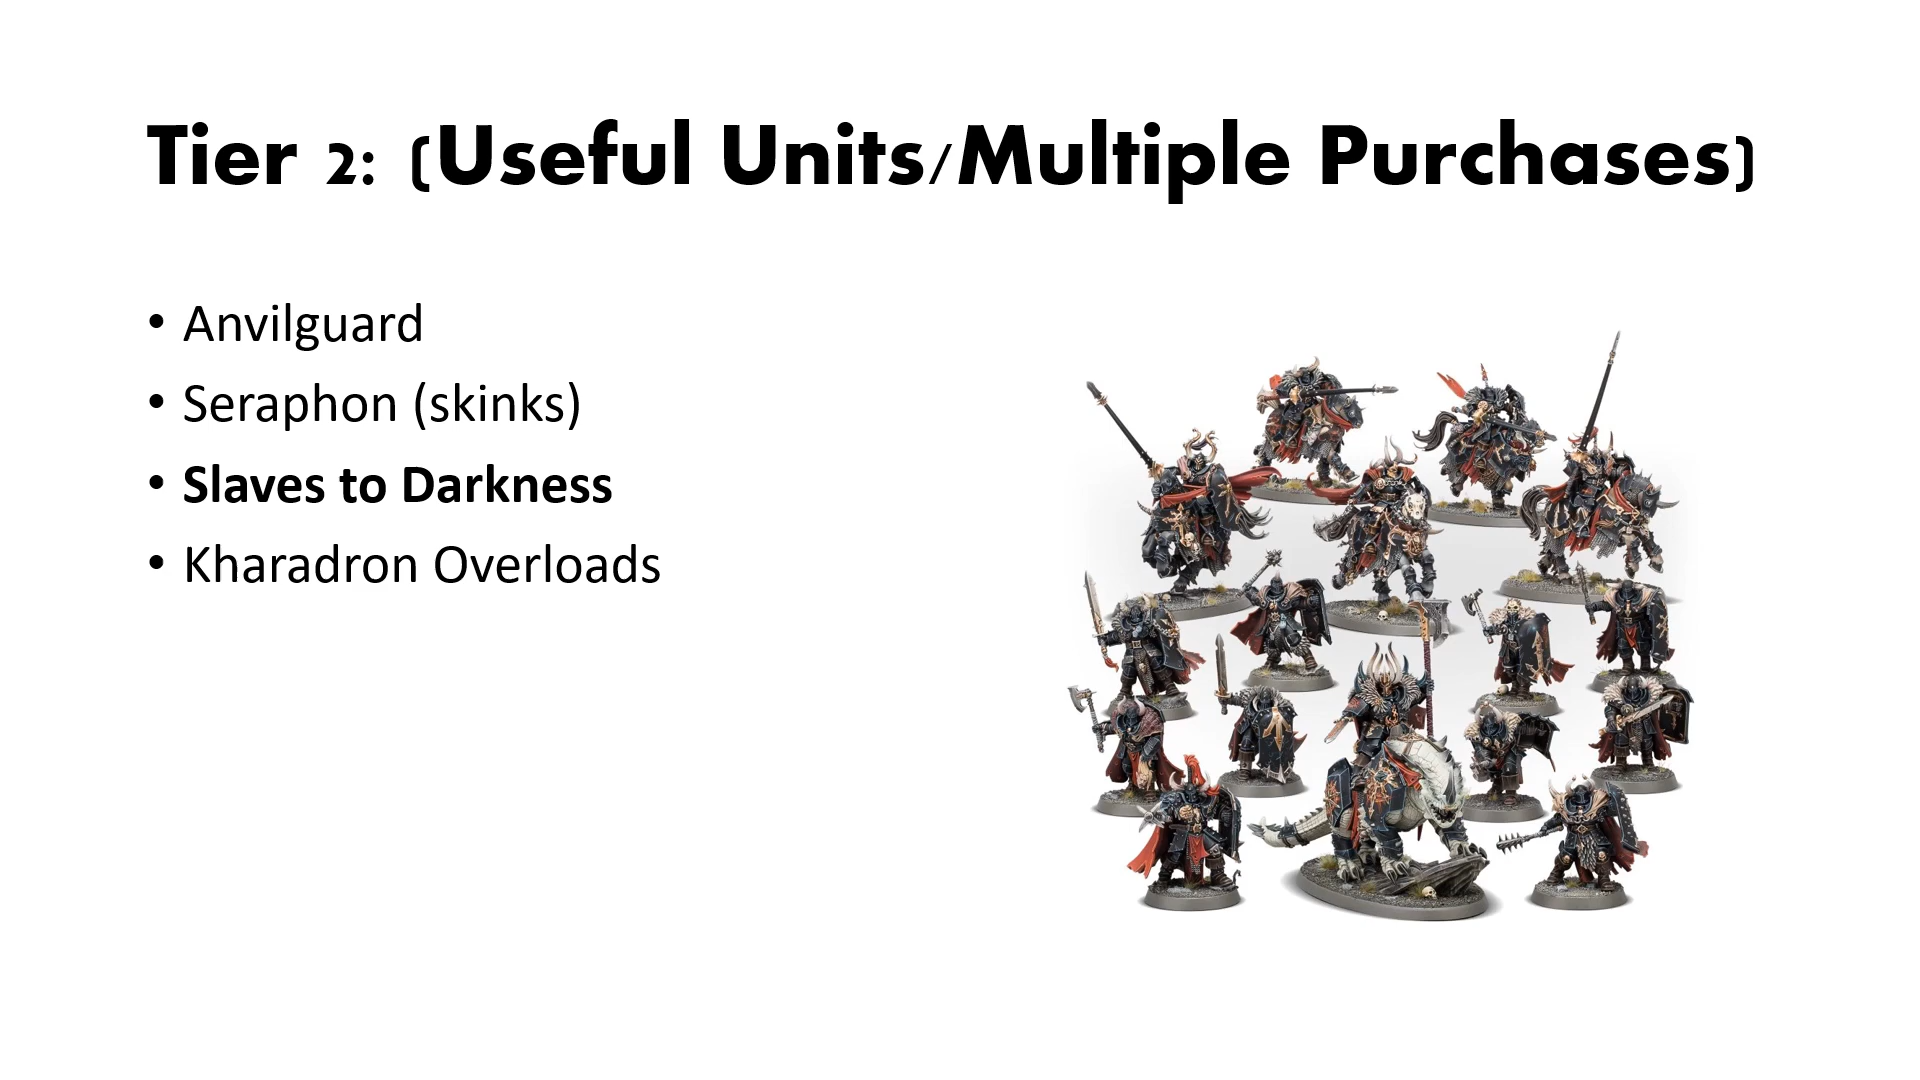 Tier 2: (Useful Units/Multiple Purchases)
• Anvilguard
• Seraphon (skinks)
• Slaves to Darkness
• Kharadron Overloads